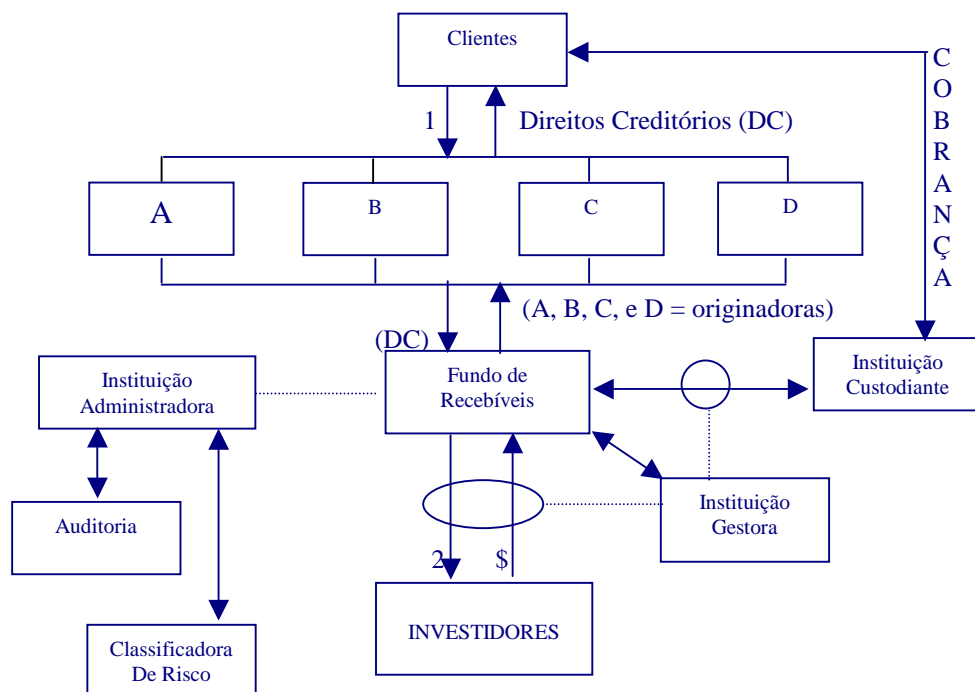 Clientes
COBRANÇA
1
Direitos Creditórios (DC)
A
B
C
D
(A, B, C, e D = originadoras)
(DC)
Instituição
Administradora
Fundo de
Recebíveis
Instituição
Custodiante
Auditoria
Instituição
Gestora
2
$
INVESTIDORES
Classificadora
De Risco